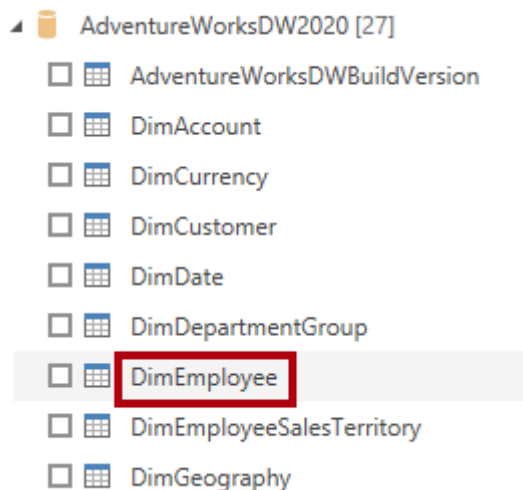 AdventureWorksDW2020 [27]
AdventureWorksDWBuildVersion
DimAccount
DimCurrency
DimCustomer
DimDate
DimDepartmentGroup
DimEmployee
DimEmployeeSalesTerritory
DimGeography